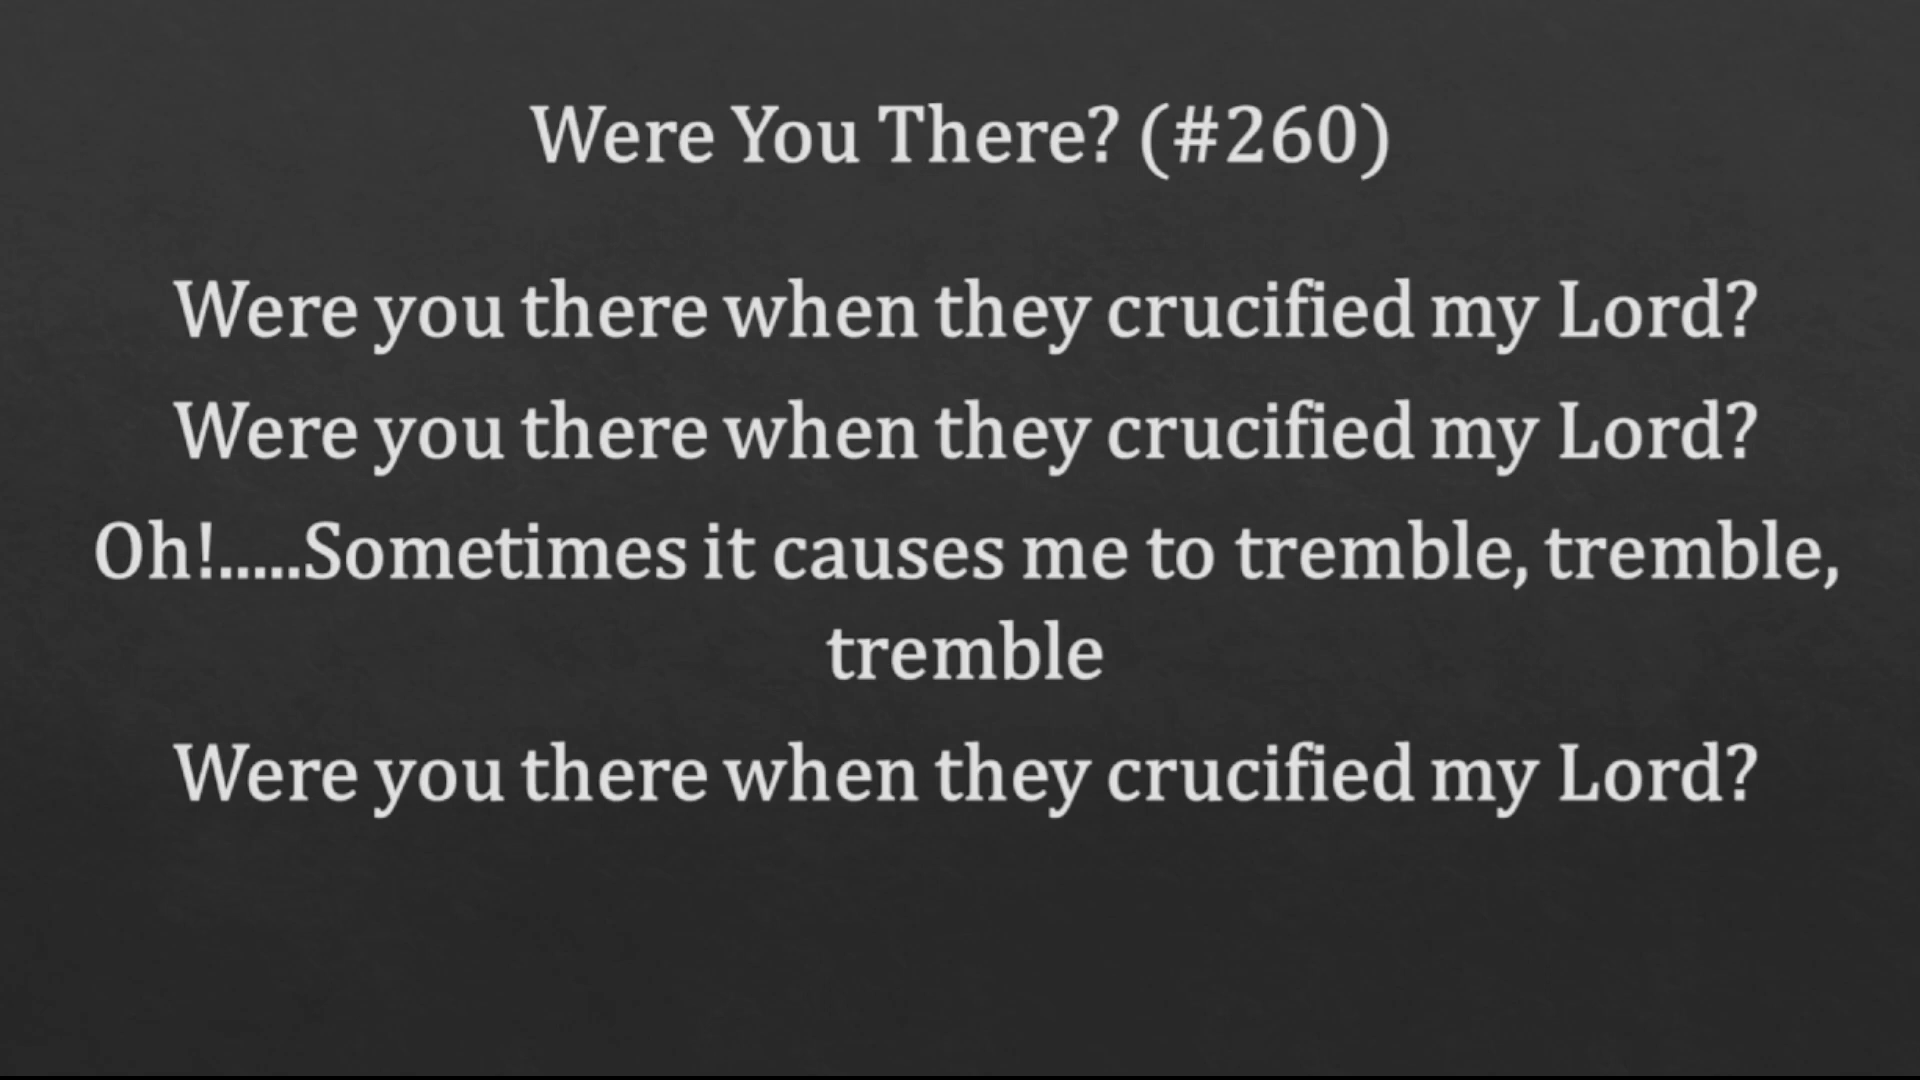 Were You There? (#260)
Were you there when they crucified my Lord?
Were you there when they crucified my Lord?
Oh!.....Sometimes it causes me to tremble, tremble,
tremble
Were you there when they crucified my Lord?